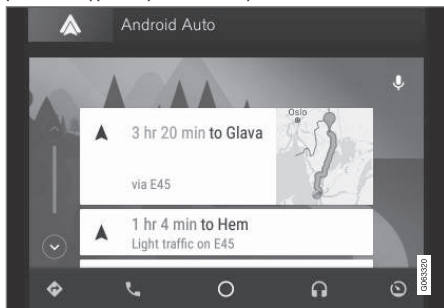 Android Auto
3 hr 20 min to Glava
via E45
Oslo
1 hr 4 min to Hem
Light traffic on E45
G063320